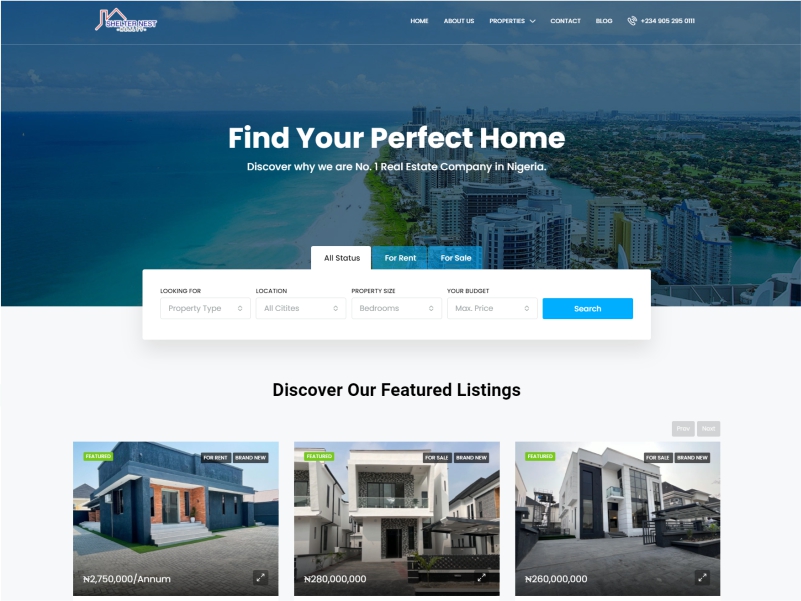 SHELTER NEST
REALTY
HOME ABOUT US PROPERTIES CONTACT BLOG +234 905 295 0111
Find Your Perfect Home
Discover why we are No. 1 Real Estate Company in Nigeria.
All Status For Rent For Sale
LOOKING FOR LOCATION PROPERTY SIZE YOUR BUDGET
Property Type All Citites Bedrooms Max. Price Search
Discover Our Featured Listings
Prev Next
FEATURED FOR RENT BRAND NEW FEATURED FOR SALE BRAND NEW FEATURED FOR SALE BRAND NEW
₦2,750,000/Annum ₦280,000,000 ₦260,000,000